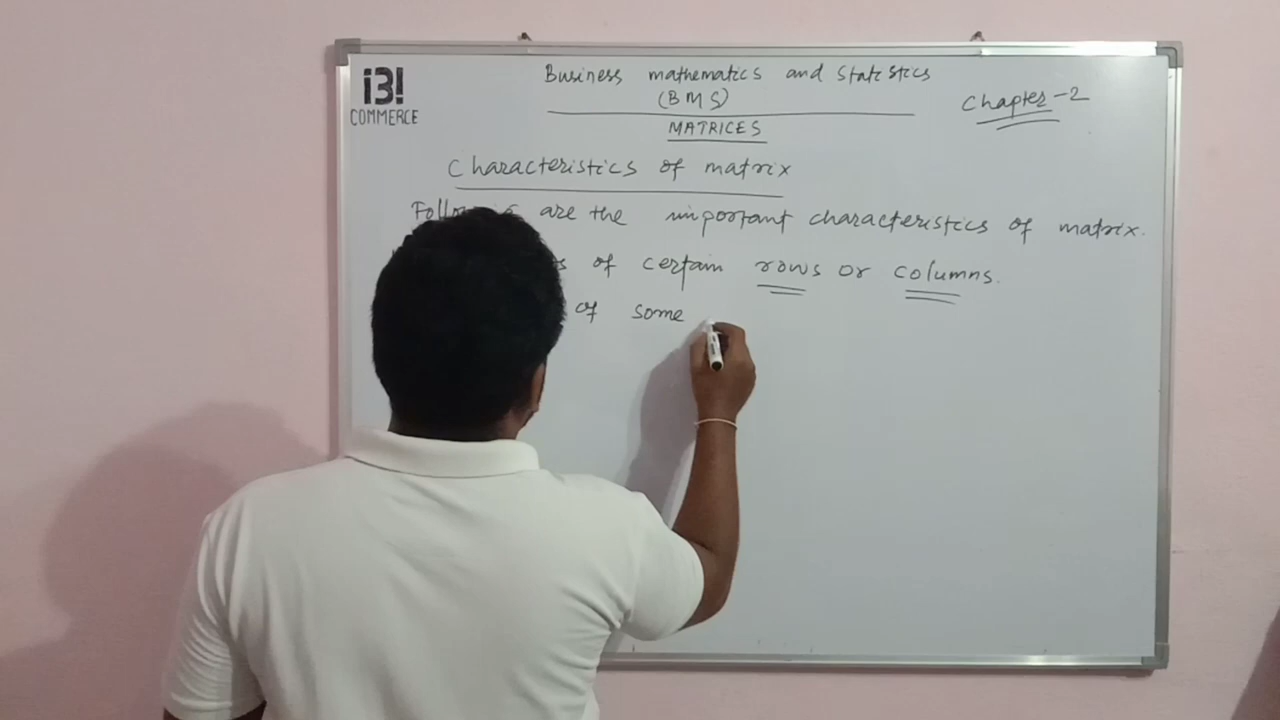 i3!
COMMERCE
Business mathematics and statistics
(BMS)
Chapter-2
MATRICES
Characteristics of matrix
are the important characteristics of matrix.
of certain rows or columns.
of some